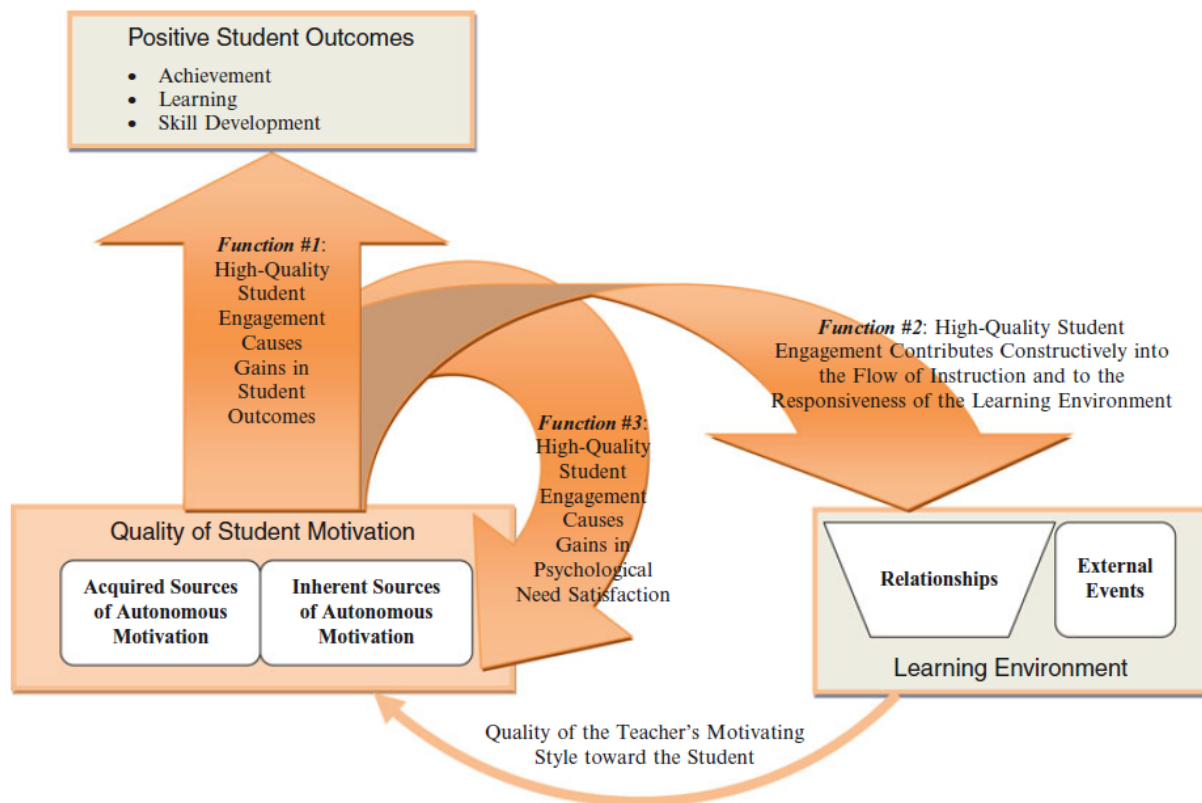 Positive Student Outcomes
• Achievement
• Learning
• Skill Development
Function #1:
High-Quality
Student
Engagement
Causes
Gains in
Student
Outcomes
Function #2: High-Quality Student
Engagement Contributes Constructively into
the Flow of Instruction and to the
Responsiveness of the Learning Environment
Function #3:
High-Quality
Student
Engagement
Causes
Gains in
Psychological
Need Satisfaction
Quality of Student Motivation
Acquired Sources
of Autonomous
Motivation
Inherent Sources
of Autonomous
Motivation
Relationships
External
Events
Learning Environment
Quality of the Teacher’s Motivating
Style toward the Student